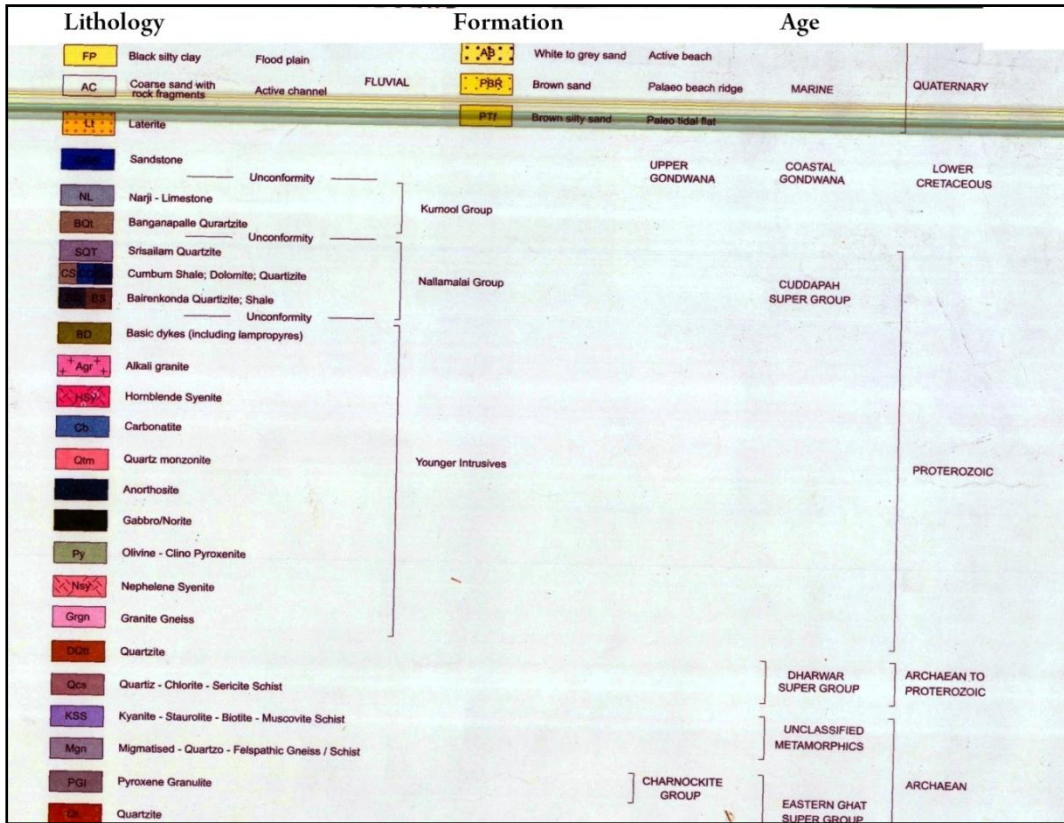 Lithology Formation Age
FP Black silty clay Flood plain AB White to grey sand Active beach
FLUVIAL
AC Coarse sand with rock fragments Active channel PBR Brown sand Palaeo beach ridge MARINE QUATERNARY
Lt Laterite PTf Brown silty sand Paleo tidal flat
Sandstone UPPER GONDWANA COASTAL GONDWANA LOWER CRETACEOUS
Unconformity
NL Narji - Limestone
Kurnool Group
BQt Banganapalle Qurartzite
Unconformity
SQT Srisailam Quartzite
CS Cumbum Shale; Dolomite; Quartizite
Nallamalai Group CUDDAPAH SUPER GROUP
BS Bairenkonda Quartizite; Shale
Unconformity
BD Basic dykes (including lampropyres)
Agr Alkali granite
HSy Hornblende Syenite
Cb Carbonatite
Qtm Quartz monzonite
Younger Intrusives PROTEROZOIC
Anorthosite
Gabbro/Norite
Py Olivine - Clino Pyroxenite
Nsy Nephelene Syenite
Grgn Granite Gneiss
Quartzite
Qcs Quartiz - Chlorite - Sericite Schist DHARWAR SUPER GROUP ARCHAEAN TO PROTEROZOIC
KSS Kyanite - Staurolite - Biotite - Muscovite Schist
UNCLASSIFIED METAMORPHICS
Mgn Migmatised - Quartzo - Felspathic Gneiss / Schist
PGl Pyroxene Granulite CHARNOCKITE GROUP ARCHAEAN
Quartzite EASTERN GHAT SUPER GROUP